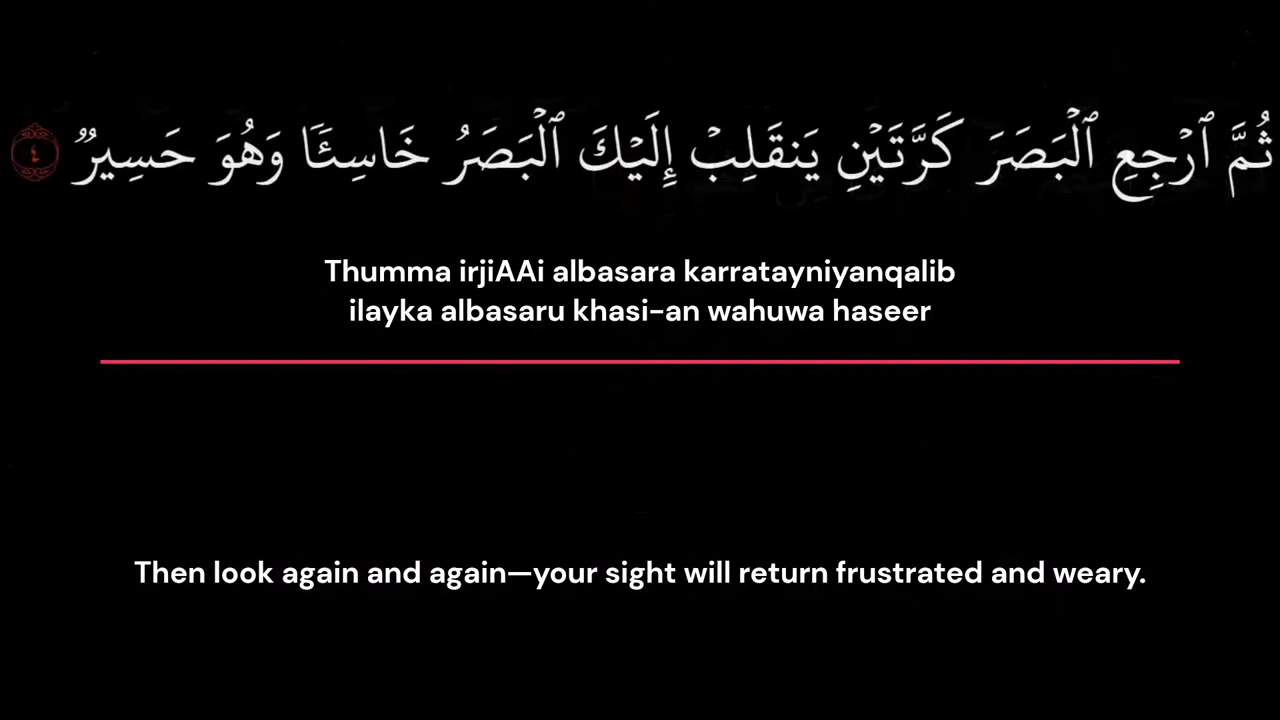 ثُمَّ ٱرْجِعِ ٱلْبَصَرَ كَرَّتَيْنِ يَنقَلِبْ إِلَيْكَ ٱلْبَصَرُ خَاسِئًا وَهُوَ حَسِيرٌ ٤
Thumma irjiAAi albasara karratayniyanqalib
ilayka albasaru khasi-an wahuwa haseer
Then look again and again—your sight will return frustrated and weary.